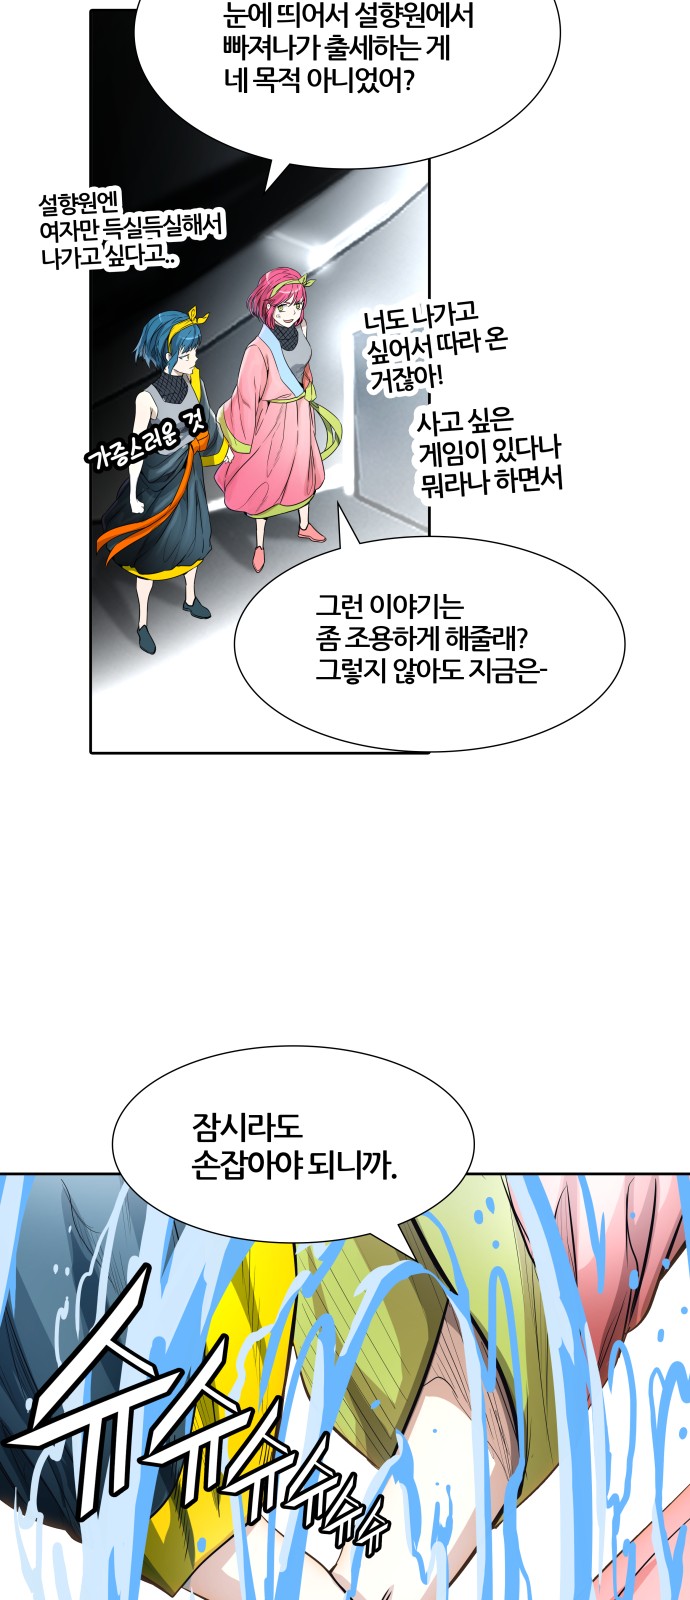 눈에 띄어서 설향원에서
빠져나가 출세하는 게
네 목적 아니었어?
설향원엔
여자만 득실득실해서
나가고 싶다고..
너도 나가고
싶어서 따라 온
거잖아!
가증스러운 것
사고 싶은
게임이 있다나
뭐라나 하면서
그런 이야기는
좀 조용하게 해줄래?
그렇지 않아도 지금은-
잠시라도
손잡아야 되니까.
슈슈슈슈슈슈